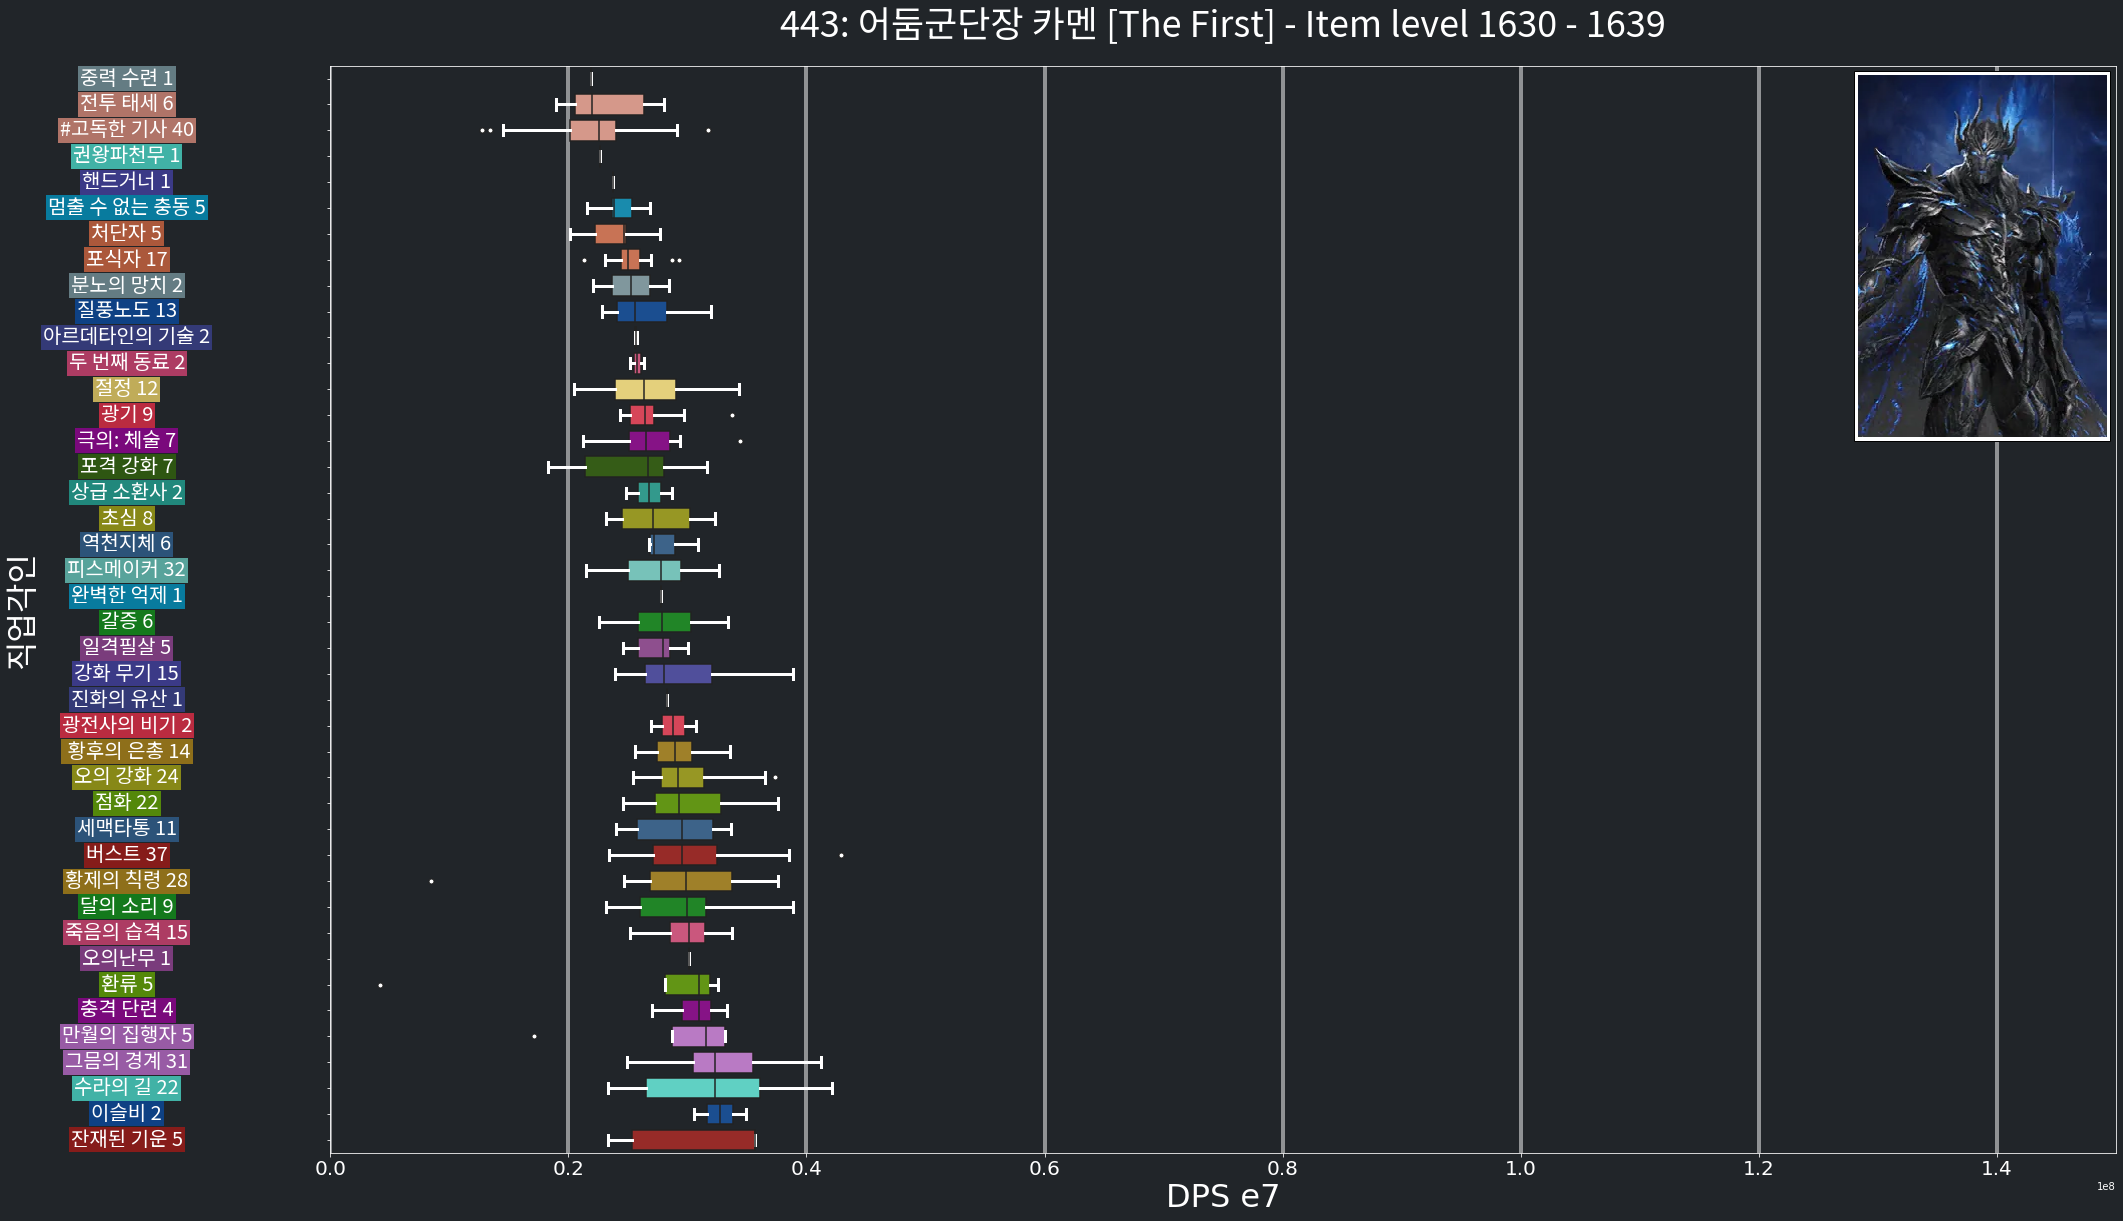 443: 어둠군단장 카멘 [The First] - Item level 1630 - 1639
중력 수련 1
전투 태세 6
#고독한 기사 40
권왕파천무 1
핸드거너 1
멈출 수 없는 충동 5
처단자 5
포식자 17
분노의 망치 2
질풍노도 13
아르데타인의 기술 2
두 번째 동료 2
절정 12
광기 9
극의: 체술 7
포격 강화 7
상급 소환사 2
초심 8
역천지체 6
피스메이커 32
완벽한 억제 1
갈증 6
일격필살 5
강화 무기 15
진화의 유산 1
광전사의 비기 2
황후의 은총 14
오의 강화 24
점화 22
세맥타통 11
버스트 37
황제의 칙령 28
달의 소리 9
죽음의 습격 15
오의난무 1
환류 5
충격 단련 4
만월의 집행자 5
그믐의 경계 31
수라의 길 22
이슬비 2
잔재된 기운 5
직업각인
0.0 0.2 0.4 0.6 0.8 1.0 1.2 1.4
1e8
DPS e7